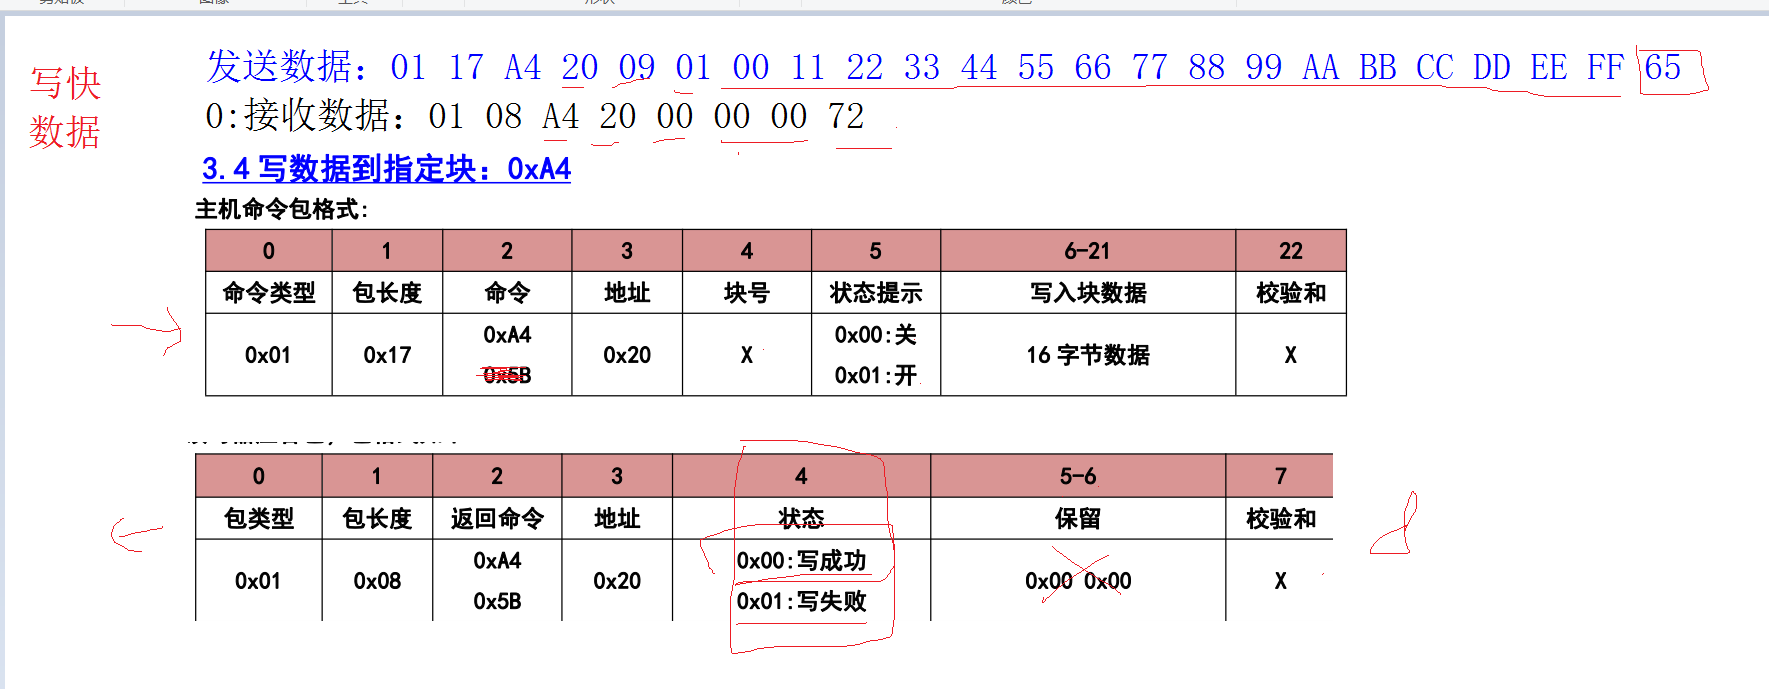 写快
数据
发送数据：01 17 A4 20 09 01 00 11 22 33 44 55 66 77 88 99 AA BB CC DD EE FF 65
0:接收数据：01 08 A4 20 00 00 00 72
3.4 写数据到指定块：0xA4
主机命令包格式：
0 1 2 3 4 5 6-21 22
命令类型 包长度 命令 地址 块号 状态提示 写入块数据 校验和
0x01 0x17 0xA4 0x5B 0x20 X 0x00:关 0x01:开 16 字节数据 X
0 1 2 3 4 5-6 7
包类型 包长度 返回命令 地址 状态 保留 校验和
0x01 0x08 0xA4 0x5B 0x20 0x00:写成功 0x01:写失败 0x00 0x00 X